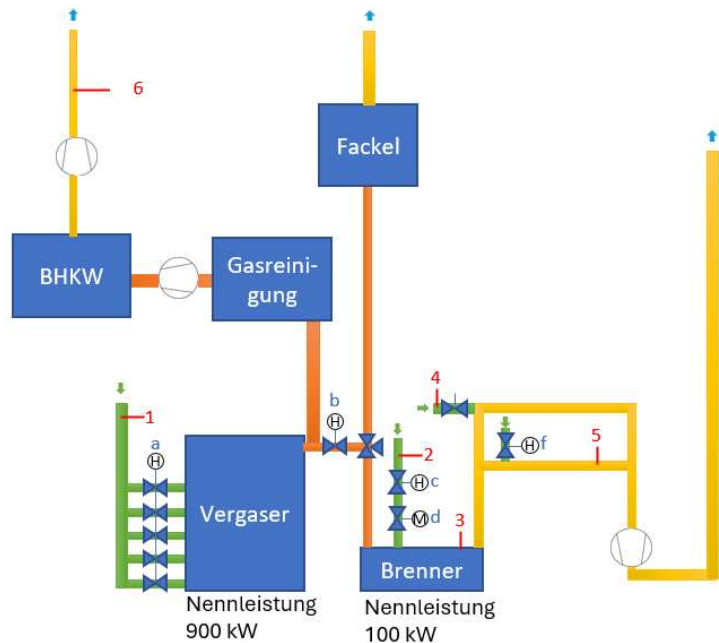 6
Fackel
BHKW
Gasreini-
gung
4
1
b
H
a
H
2
H f
5
H c
M d
3
Vergaser
Brenner
Nennleistung
900 kW
Nennleistung
100 kW